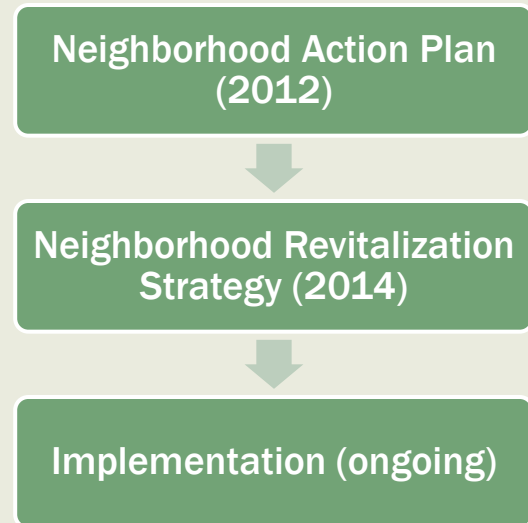 Neighborhood Action Plan
(2012)
Neighborhood Revitalization
Strategy (2014)
Implementation (ongoing)